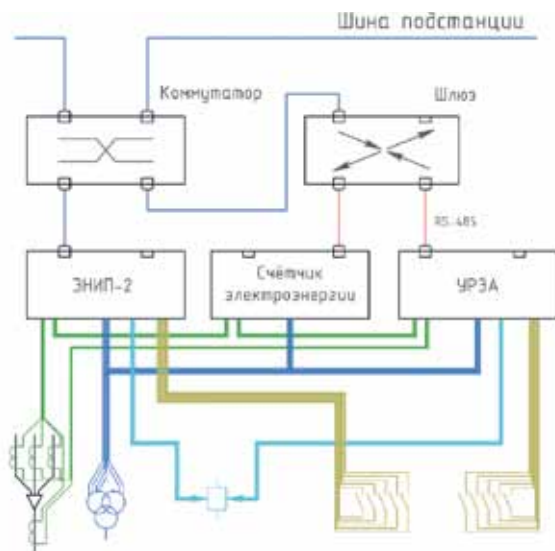 Шина подстанции
Коммутатор
Шлюз
RS-485
ЭНИП-2
Счётчик
электроэнергии
УРЗА